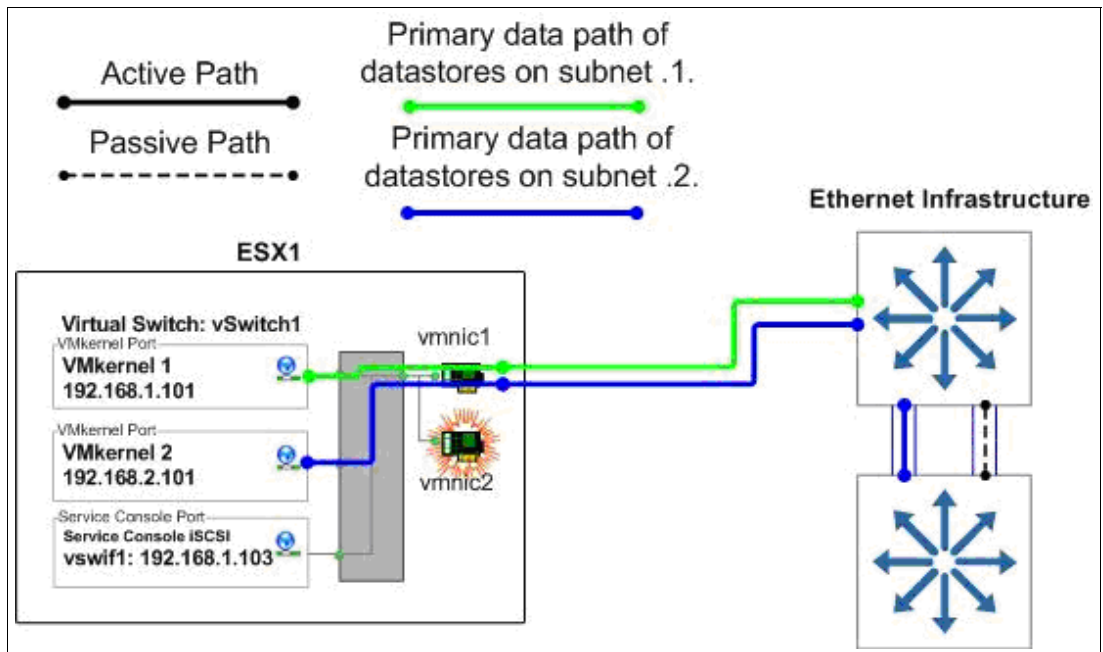 Active Path
Passive Path
Primary data path of
datastores on subnet .1.
Primary data path of
datastores on subnet .2.
Ethernet Infrastructure
ESX1
Virtual Switch: vSwitch1
VMkernel Port
VMkernel 1
192.168.1.101
VMkernel Port
VMkernel 2
192.168.2.101
Service Console Port
Service Console iSCSI
vswif1: 192.168.1.103
vmnic1
vmnic2